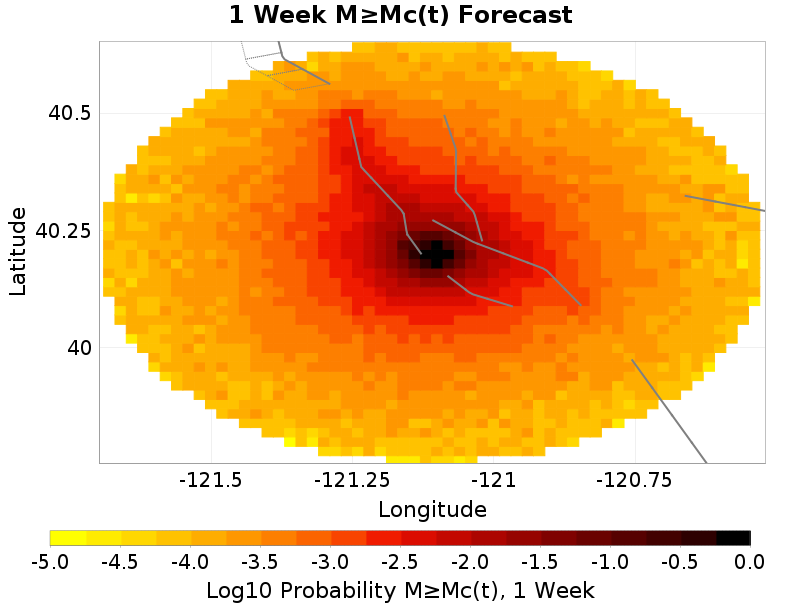 1 Week M≥Mc(t) Forecast
40.5
40.25
40
Latitude
-121.5 -121.25 -121 -120.75
Longitude
-5.0 -4.5 -4.0 -3.5 -3.0 -2.5 -2.0 -1.5 -1.0 -0.5 0.0
Log10 Probability M≥Mc(t), 1 Week